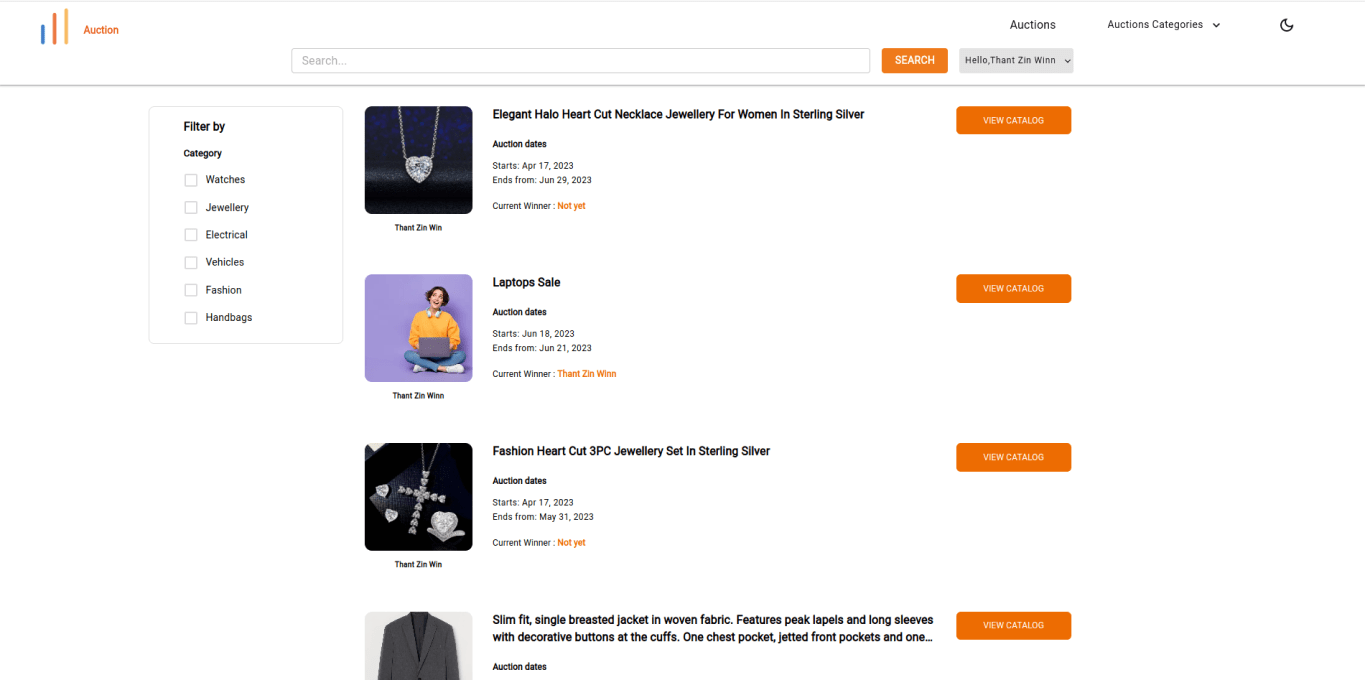 Auction
Auctions
Auctions Categories
Search...
SEARCH
Hello,Thant Zin Winn
Filter by
Category
Watches
Jewellery
Electrical
Vehicles
Fashion
Handbags
Elegant Halo Heart Cut Necklace Jewellery For Women In Sterling Silver
Auction dates
Starts: Apr 17, 2023
Ends from: Jun 29, 2023
Current Winner : Not yet
Thant Zin Win
VIEW CATALOG
Laptops Sale
Auction dates
Starts: Jun 18, 2023
Ends from: Jun 21, 2023
Current Winner : Thant Zin Winn
Thant Zin Winn
VIEW CATALOG
Fashion Heart Cut 3PC Jewellery Set In Sterling Silver
Auction dates
Starts: Apr 17, 2023
Ends from: May 31, 2023
Current Winner : Not yet
Thant Zin Win
VIEW CATALOG
Slim fit, single breasted jacket in woven fabric. Features peak lapels and long sleeves
with decorative buttons at the cuffs. One chest pocket, jetted front pockets and one...
Auction dates
VIEW CATALOG